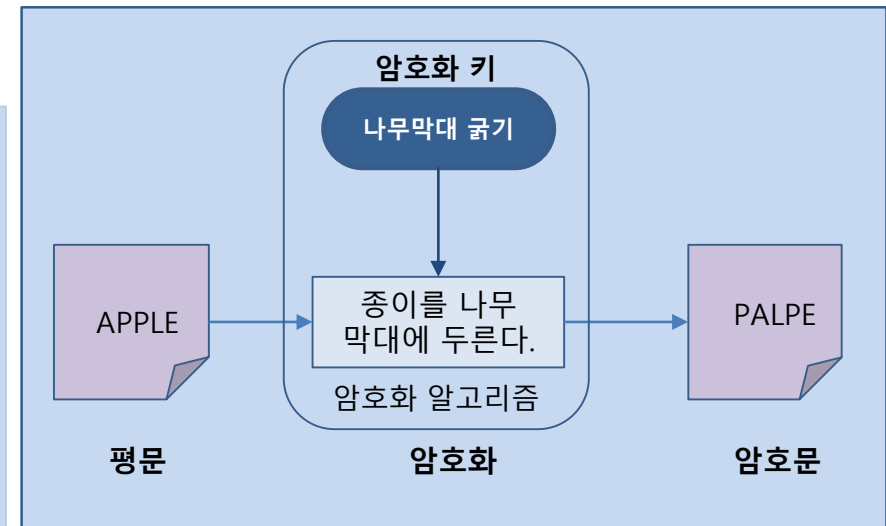 암호화 키
나무막대 굵기
APPLE
종이를 나무
막대에 두른다.
PALPE
암호화 알고리즘
평문
암호화
암호문